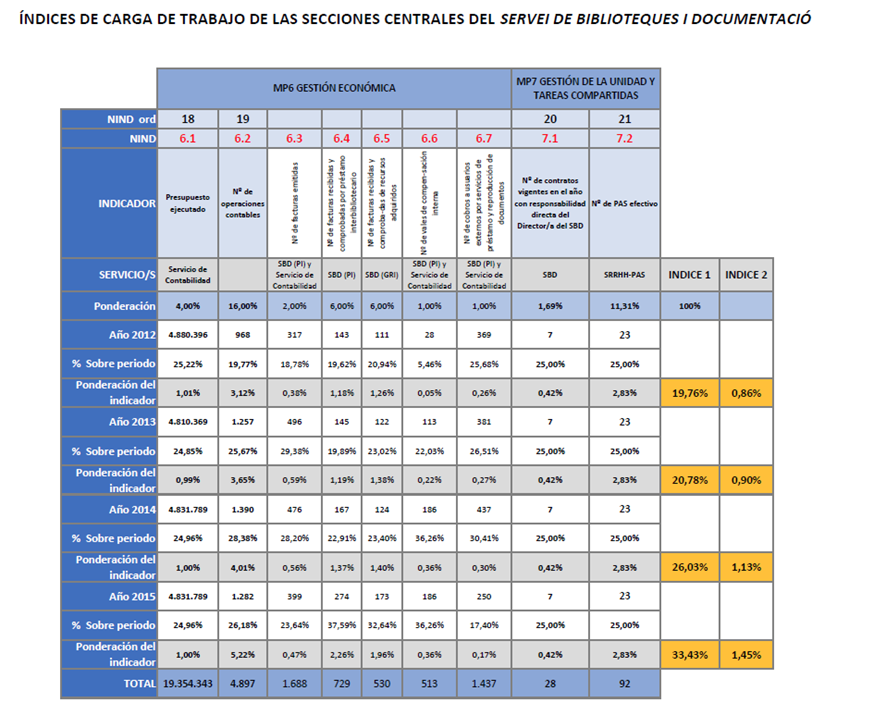 ÍNDICES DE CARGA DE TRABAJO DE LAS SECCIONES CENTRALES DEL SERVEI DE BIBLIOTEQUES I DOCUMENTACIÓ
MP6 GESTIÓN ECONÓMICA
MP7 GESTIÓN DE LA UNIDAD Y
TAREAS COMPARTIDAS
NIND ord 18 19 20 21
NIND 6.1 6.2 6.3 6.4 6.5 6.6 6.7 7.1 7.2
INDICADOR
Presupuesto
ejecutado
Nº de
operaciones
contables
Nº de facturas emitidas
Nº de facturas recibidas y
comprobadas por préstamo
interbibliotecario
Nº de facturas recibidas y
comproba-das de recursos
adquiridos
Nº de vales de compen-sación
interna
Nº de cobros a usuarios
externos por servicios de
préstamo y reproducción de
documentos
Nº de contratos
vigentes en el año
con responsabilidad
directa del
Director/a del SBD
Nº de PAS efectivo
SERVICIO/S
Servicio de
Contabilidad
SBD (PI) y
Servicio de
Contabilidad
SBD (PI)
SBD (GRI)
SBD (PI) y
Servicio de
Contabilidad
SBD (PI) y
Servicio de
Contabilidad
SBD
SRRHH-PAS
INDICE 1
INDICE 2
Ponderación 4,00% 16,00% 2,00% 6,00% 6,00% 1,00% 1,00% 1,69% 11,31% 100%
Año 2012 4.880.396 968 317 143 111 28 369 7 23
% Sobre periodo 25,22% 19,77% 18,78% 19,62% 20,94% 5,46% 25,68% 25,00% 25,00%
Ponderación del
indicador 1,01% 3,12% 0,38% 1,18% 1,26% 0,05% 0,26% 0,42% 2,83% 19,76% 0,86%
Año 2013 4.810.369 1.257 496 145 122 113 381 7 23
% Sobre periodo 24,85% 25,67% 29,38% 19,89% 23,02% 22,03% 26,51% 25,00% 25,00%
Ponderación del
indicador 0,99% 3,65% 0,59% 1,19% 1,38% 0,22% 0,27% 0,42% 2,83% 20,78% 0,90%
Año 2014 4.831.789 1.390 476 167 124 186 437 7 23
% Sobre periodo 24,96% 28,38% 28,20% 22,91% 23,40% 36,26% 30,41% 25,00% 25,00%
Ponderación del
indicador 1,00% 4,01% 0,56% 1,37% 1,40% 0,36% 0,30% 0,42% 2,83% 26,03% 1,13%
Año 2015 4.831.789 1.282 399 274 173 186 250 7 23
% Sobre periodo 24,96% 26,18% 23,64% 37,59% 32,64% 36,26% 17,40% 25,00% 25,00%
Ponderación del
indicador 1,00% 5,22% 0,47% 2,26% 1,96% 0,36% 0,17% 0,42% 2,83% 33,43% 1,45%
TOTAL 19.354.343 4.897 1.688 729 530 513 1.437 28 92